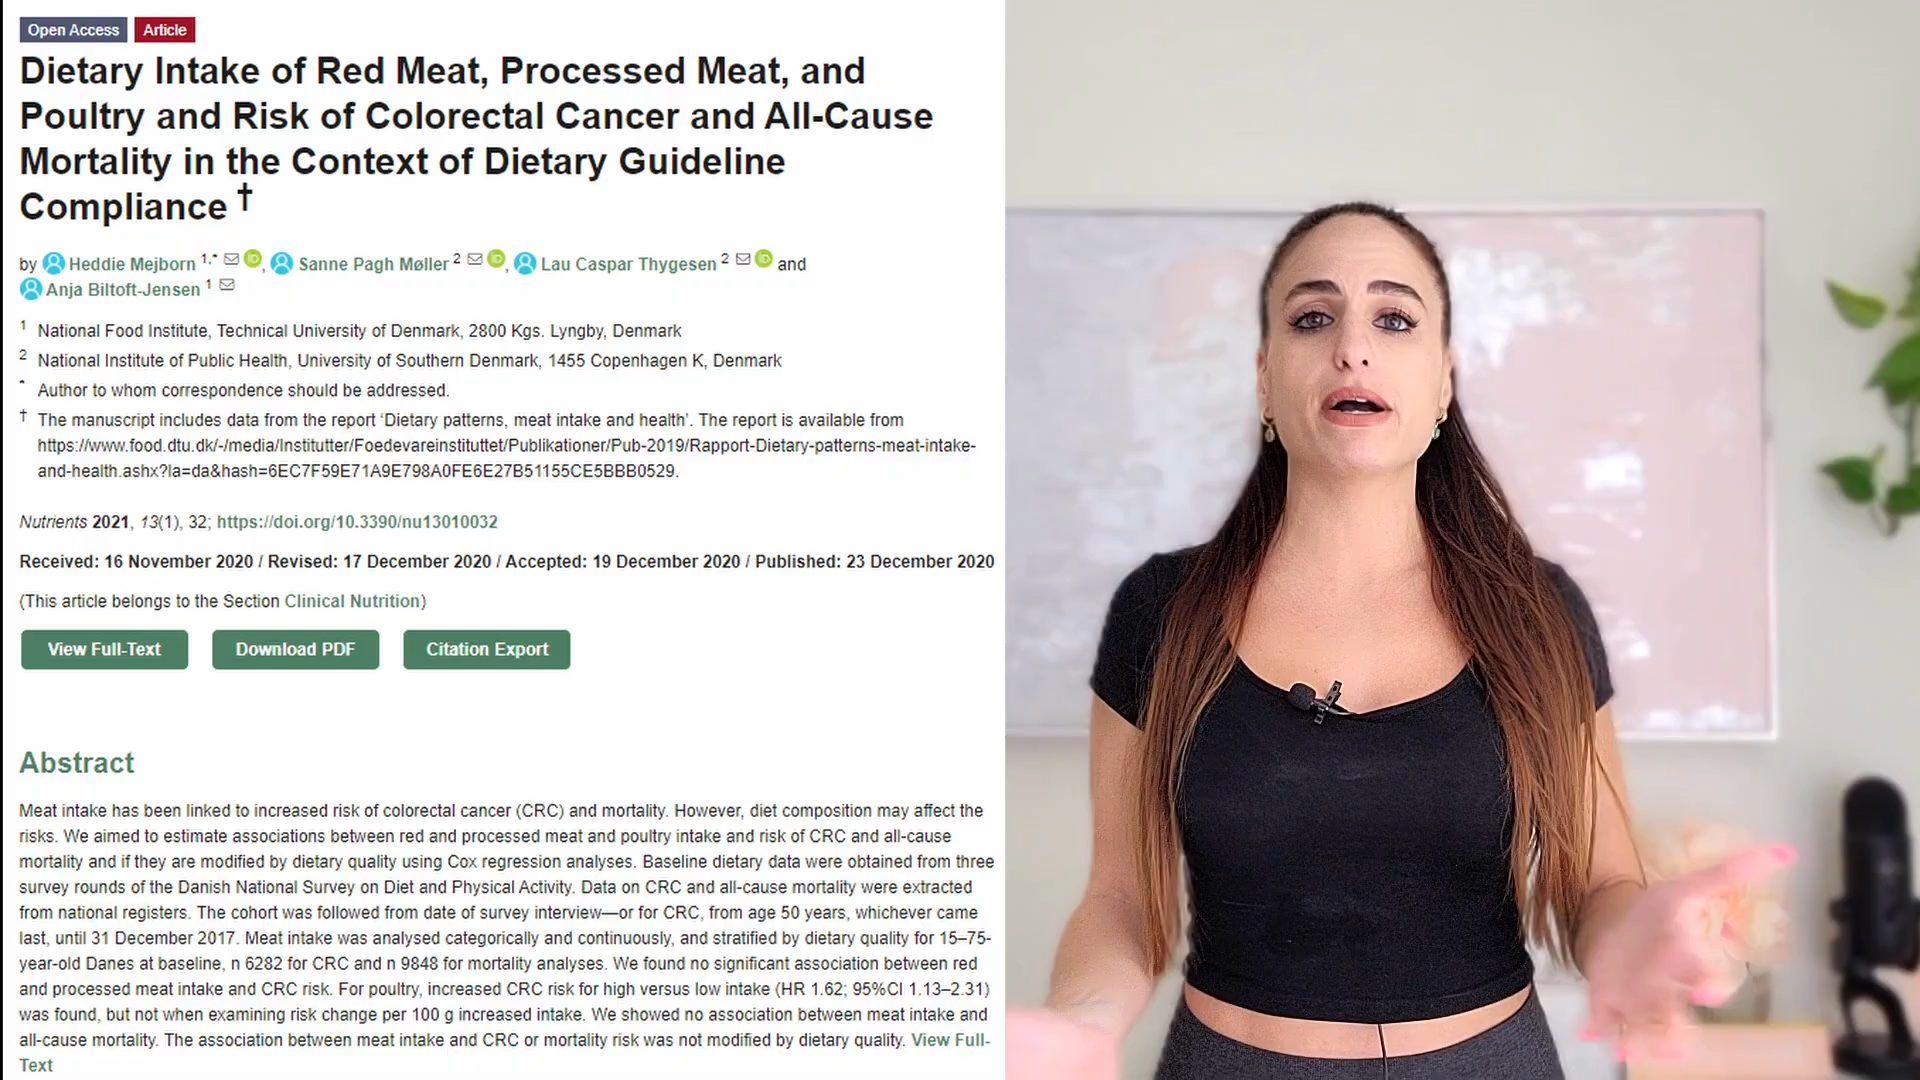 Open Access Article
Dietary Intake of Red Meat, Processed Meat, and
Poultry and Risk of Colorectal Cancer and All-Cause
Mortality in the Context of Dietary Guideline
Compliance †
by Heddie Mejborn 1,* iD, Sanne Pagh Møller 2 iD, Lau Caspar Thygesen 2 iD and
Anja Biltoft-Jensen 1
1 National Food Institute, Technical University of Denmark, 2800 Kgs. Lyngby, Denmark
2 National Institute of Public Health, University of Southern Denmark, 1455 Copenhagen K, Denmark
* Author to whom correspondence should be addressed.
† The manuscript includes data from the report ‘Dietary patterns, meat intake and health’. The report is available from
https://www.food.dtu.dk/-/media/Institutter/Foedevareinstituttet/Publikationer/Pub-2019/Rapport-Dietary-patterns-meat-intake-
and-health.ashx?la=da&hash=6EC7F59E71A9E798A0FE6E27B51155CE5BBB0529.
Nutrients 2021, 13(1), 32; https://doi.org/10.3390/nu13010032
Received: 16 November 2020 / Revised: 17 December 2020 / Accepted: 19 December 2020 / Published: 23 December 2020
(This article belongs to the Section Clinical Nutrition)
View Full-Text Download PDF Citation Export
Abstract
Meat intake has been linked to increased risk of colorectal cancer (CRC) and mortality. However, diet composition may affect the
risks. We aimed to estimate associations between red and processed meat and poultry intake and risk of CRC and all-cause
mortality and if they are modified by dietary quality using Cox regression analyses. Baseline dietary data were obtained from three
survey rounds of the Danish National Survey on Diet and Physical Activity. Data on CRC and all-cause mortality were extracted
from national registers. The cohort was followed from date of survey interview—or for CRC, from age 50 years, whichever came
last, until 31 December 2017. Meat intake was analysed categorically and continuously, and stratified by dietary quality for 15–75-
year-old Danes at baseline, n 6282 for CRC and n 9848 for mortality analyses. We found no significant association between red
and processed meat intake and CRC risk. For poultry, increased CRC risk for high versus low intake (HR 1.62; 95%CI 1.13–2.31)
was found, but not when examining risk change per 100 g increased intake. We showed no association between meat intake and
all-cause mortality. The association between meat intake and CRC or mortality risk was not modified by dietary quality. View Full-
Text